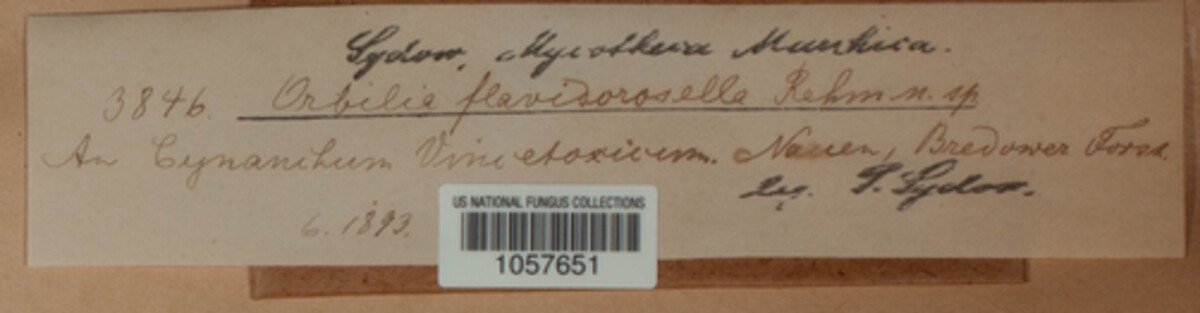 Sydow, Mycotheca Marchica.
3846. Orbilia flavidorosella Rehm n. sp
An Cynanchum Vincetoxicum. Nauen, Bredower Forst.
leg. P. Sydow.
6. 1893.
US NATIONAL FUNGUS COLLECTIONS
1057651